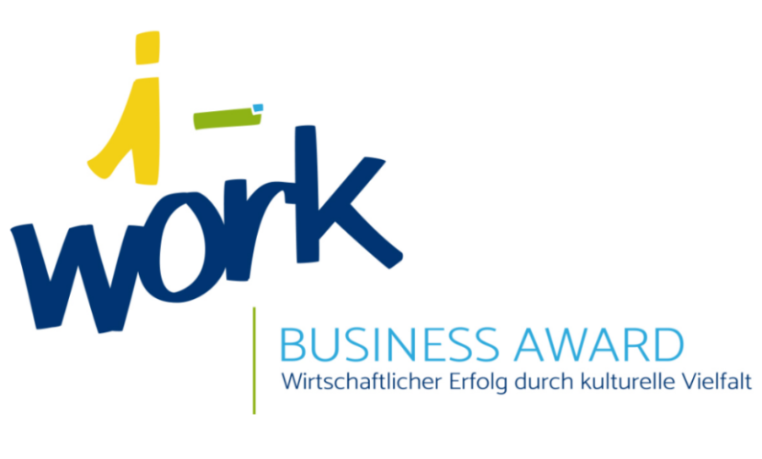 i-
work
BUSINESS AWARD
Wirtschaftlicher Erfolg durch kulturelle Vielfalt